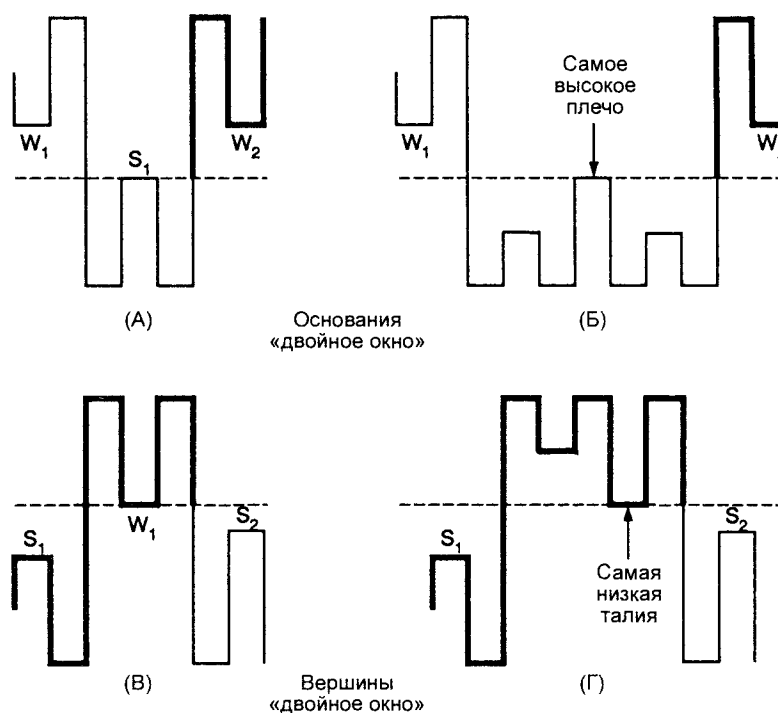 Самое
высокое
плечо
W₁
S₁
W₂
W₁
W
(А)
Основания
«двойное окно»
(Б)
S₁
W₁
S₂
S₁
S₂
Самая
низкая
талия
(В)
Вершины
«двойное окно»
(Г)